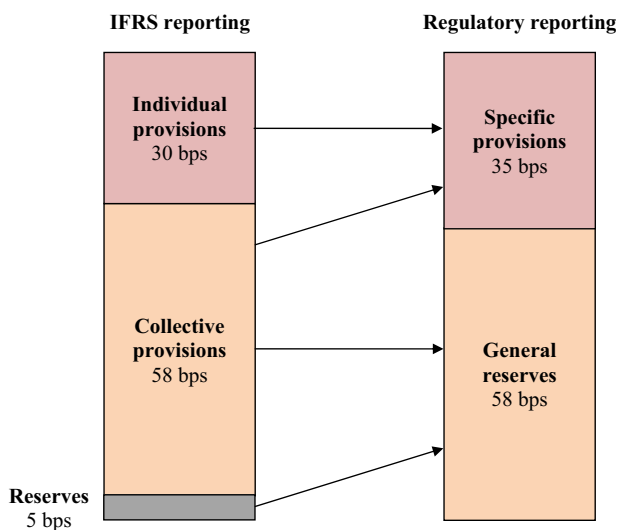 IFRS reporting
Regulatory reporting
Individual
provisions
30 bps
Specific
provisions
35 bps
Collective
provisions
58 bps
General
reserves
58 bps
Reserves
5 bps